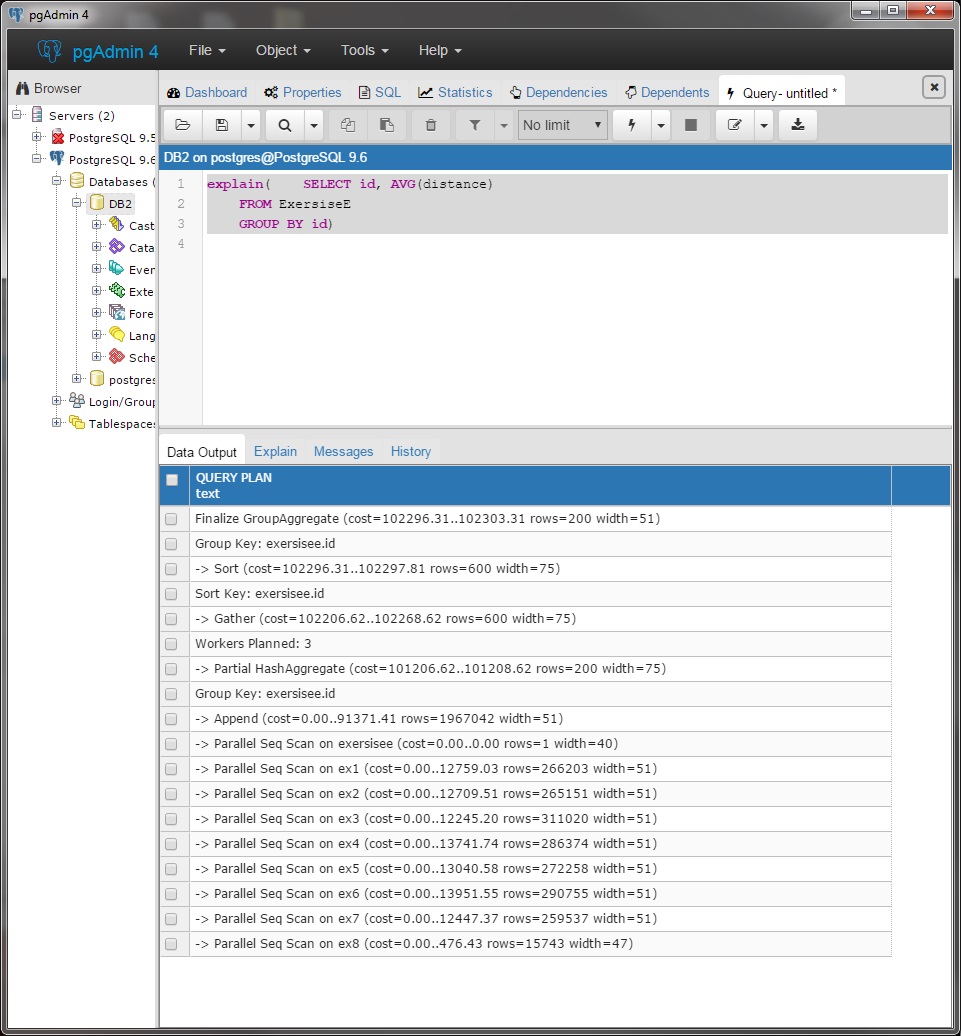 pgAdmin 4
pgAdmin 4 File Object Tools Help
Browser
Servers (2)
PostgreSQL 9.5
PostgreSQL 9.6
Databases (
DB2
Cast
Cata
Ever
Exte
Fore
Lang
Sche
postgres
Login/Group
Tablespaces
Dashboard Properties SQL Statistics Dependencies Dependents Query- untitled *
No limit
DB2 on postgres@PostgreSQL 9.6
1 explain( SELECT id, AVG(distance)
2 FROM ExersiseE
3 GROUP BY id)
4
Data Output Explain Messages History
QUERY PLAN
text
Finalize GroupAggregate (cost=102296.31..102303.31 rows=200 width=51)
Group Key: exersisee.id
-> Sort (cost=102296.31..102297.81 rows=600 width=75)
Sort Key: exersisee.id
-> Gather (cost=102206.62..102268.62 rows=600 width=75)
Workers Planned: 3
-> Partial HashAggregate (cost=101206.62..101208.62 rows=200 width=75)
Group Key: exersisee.id
-> Append (cost=0.00..91371.41 rows=1967042 width=51)
-> Parallel Seq Scan on exersisee (cost=0.00..0.00 rows=1 width=40)
-> Parallel Seq Scan on ex1 (cost=0.00..12759.03 rows=266203 width=51)
-> Parallel Seq Scan on ex2 (cost=0.00..12709.51 rows=265151 width=51)
-> Parallel Seq Scan on ex3 (cost=0.00..12245.20 rows=311020 width=51)
-> Parallel Seq Scan on ex4 (cost=0.00..13741.74 rows=286374 width=51)
-> Parallel Seq Scan on ex5 (cost=0.00..13040.58 rows=272258 width=51)
-> Parallel Seq Scan on ex6 (cost=0.00..13951.55 rows=290755 width=51)
-> Parallel Seq Scan on ex7 (cost=0.00..12447.37 rows=259537 width=51)
-> Parallel Seq Scan on ex8 (cost=0.00..476.43 rows=15743 width=47)